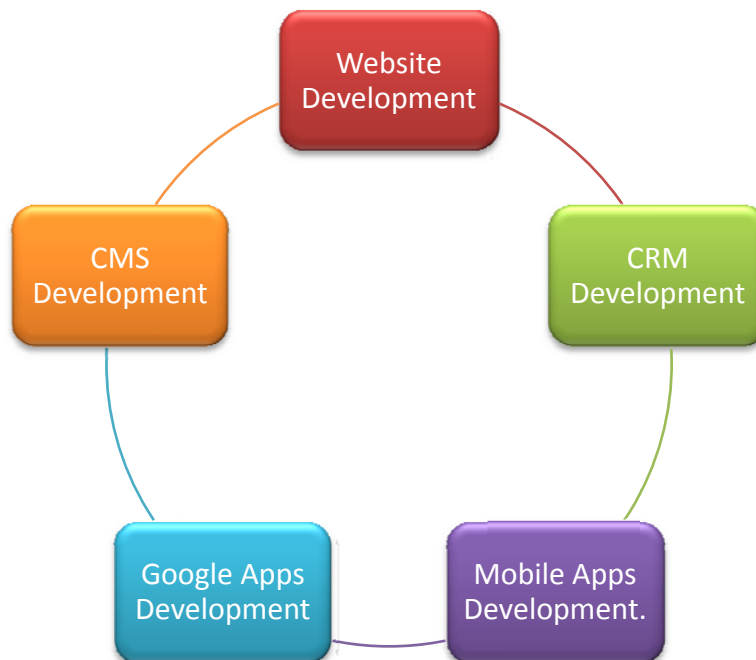 Website
Development
CMS
Development
CRM
Development
Google Apps
Development
Mobile Apps
Development.